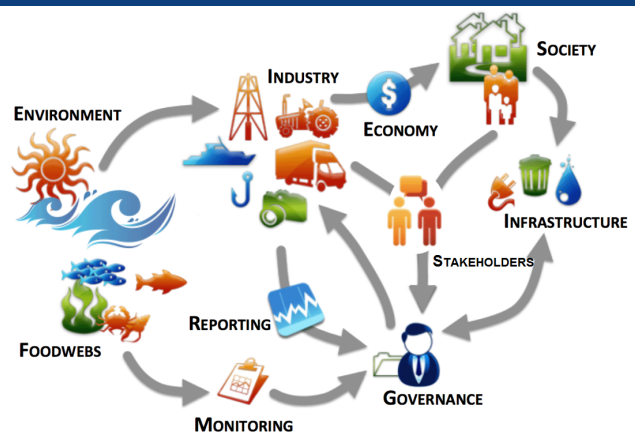 SOCIETY
INDUSTRY
$
ECONOMY
ENVIRONMENT
INFRASTRUCTURE
STAKEHOLDERS
REPORTING
FOODWEBS
GOVERNANCE
MONITORING